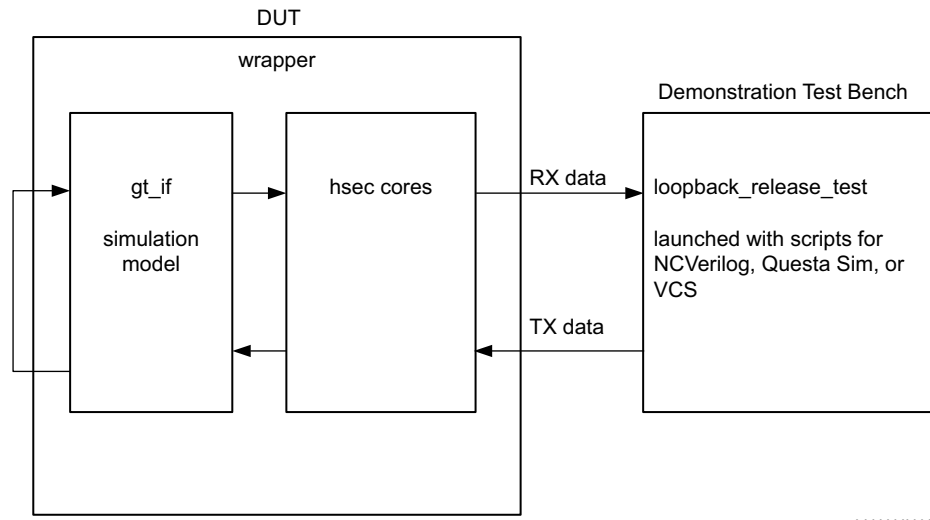 DUT
wrapper
Demonstration Test Bench
gt_if
simulation
model
hsec cores
RX data
TX data
loopback_release_test
launched with scripts for
NCVerilog, Questa Sim, or
VCS